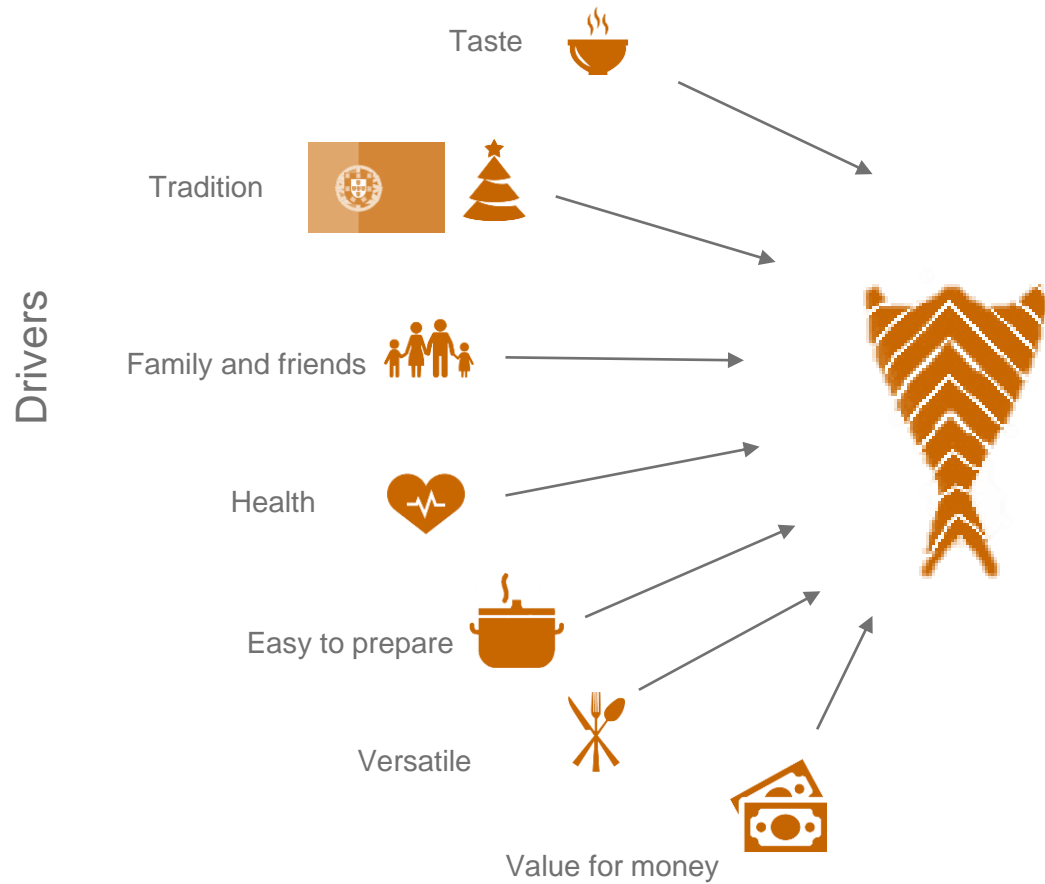 Taste
Tradition
Drivers
Family and friends
Health
Easy to prepare
Versatile
Value for money